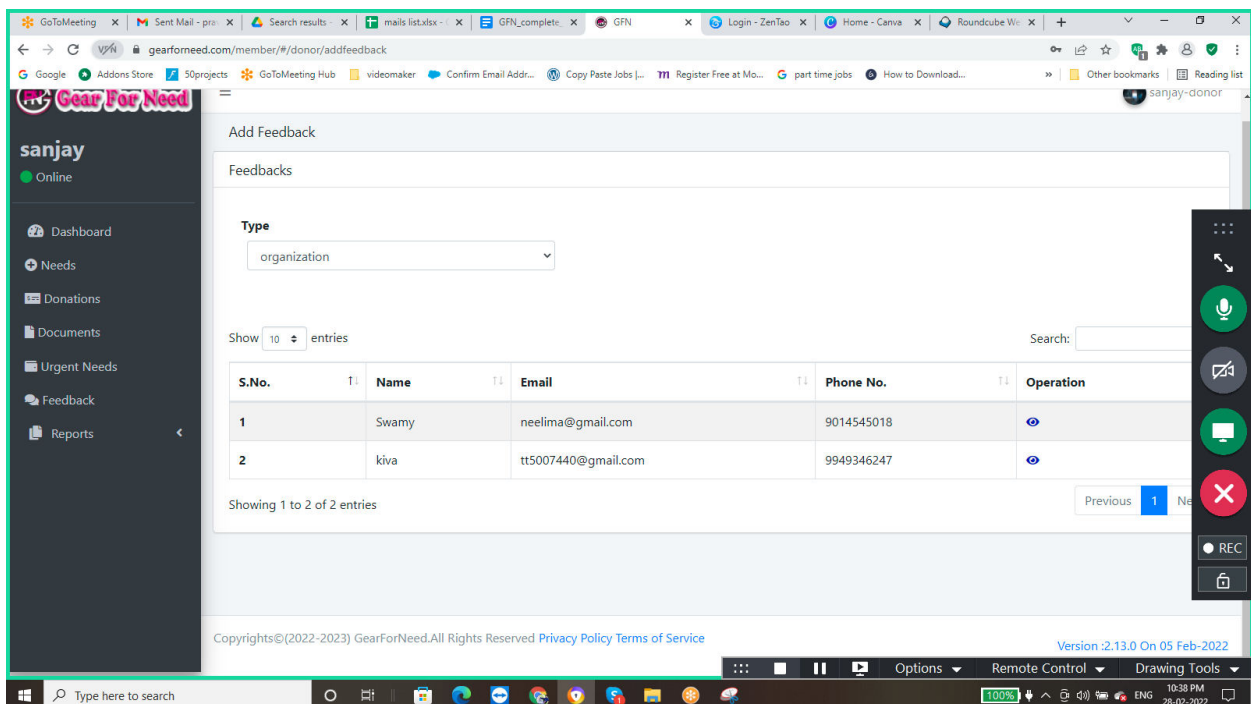 GoToMeeting
Sent Mail - pra
Search results -
mails list.xlsx -
GFN_complete_
GFN
Login - ZenTao
Home - Canva
Roundcube We
VPN gearforneed.com/member/#/donor/addfeedback
Google Addons Store 50projects GoToMeeting Hub videomaker Confirm Email Addr... Copy Paste Jobs |... Register Free at Mo... part time jobs How to Download... » Other bookmarks Reading list
Gear For Need
sanjay-donor
sanjay
Online
Dashboard
Needs
Donations
Documents
Urgent Needs
Feedback
Reports
Add Feedback
Feedbacks
Type
organization
Show 10 entries
Search:
S.No. Name Email Phone No. Operation
1 Swamy neelima@gmail.com 9014545018
2 kiva tt5007440@gmail.com 9949346247
Showing 1 to 2 of 2 entries
Previous 1 Ne
REC
Copyrights©(2022-2023) GearForNeed.All Rights Reserved Privacy Policy Terms of Service
Version :2.13.0 On 05 Feb-2022
Options Remote Control Drawing Tools
Type here to search
100% ENG 10:38 PM
28-02-2022